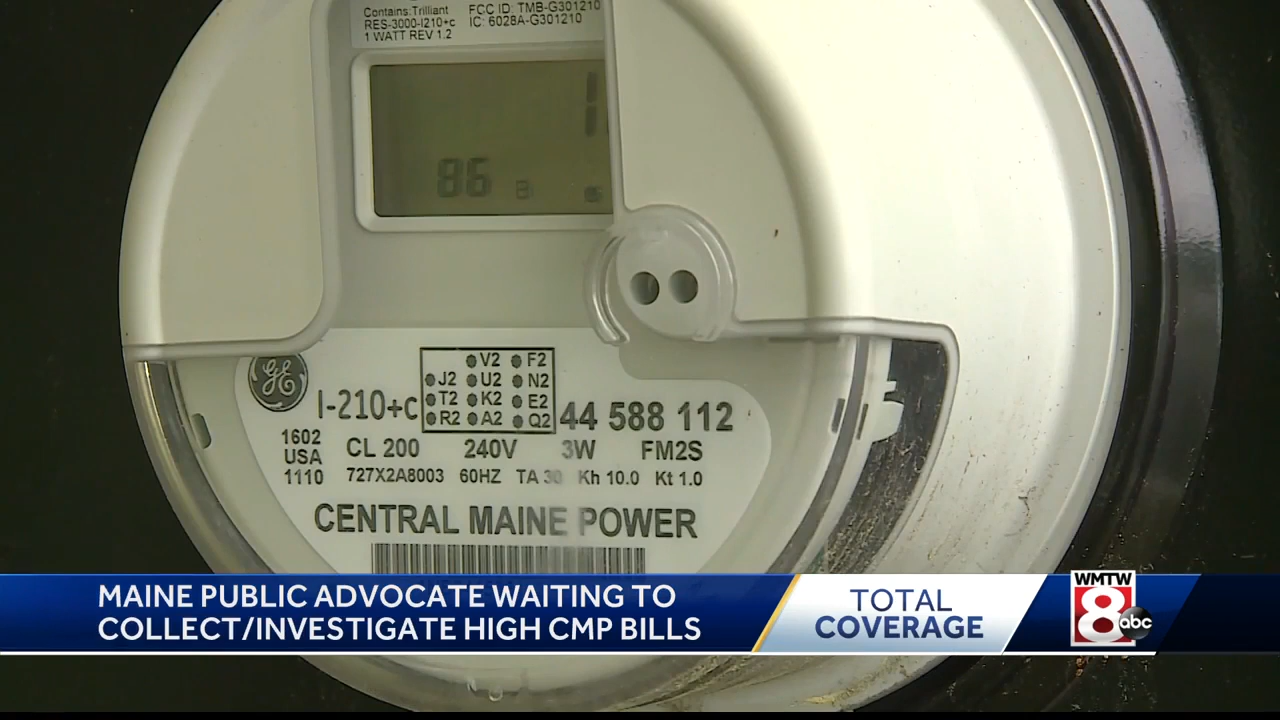 Contains: Trilliant
RES-3000-I210+c
1 WATT REV 1.2
FCC ID: TMB-G301210
IC: 6028A-G301210
1
86 B
GE
I-210+c
V2 F2
J2 U2 N2
T2 K2 E2
R2 A2 Q2
44 588 112
1602
USA
1110
CL 200 240V 3W FM2S
727X2A8003 60HZ TA 30 Kh 10.0 Kt 1.0
CENTRAL MAINE POWER
MAINE PUBLIC ADVOCATE WAITING TO
COLLECT/INVESTIGATE HIGH CMP BILLS
TOTAL
COVERAGE
WMTW
8
abc